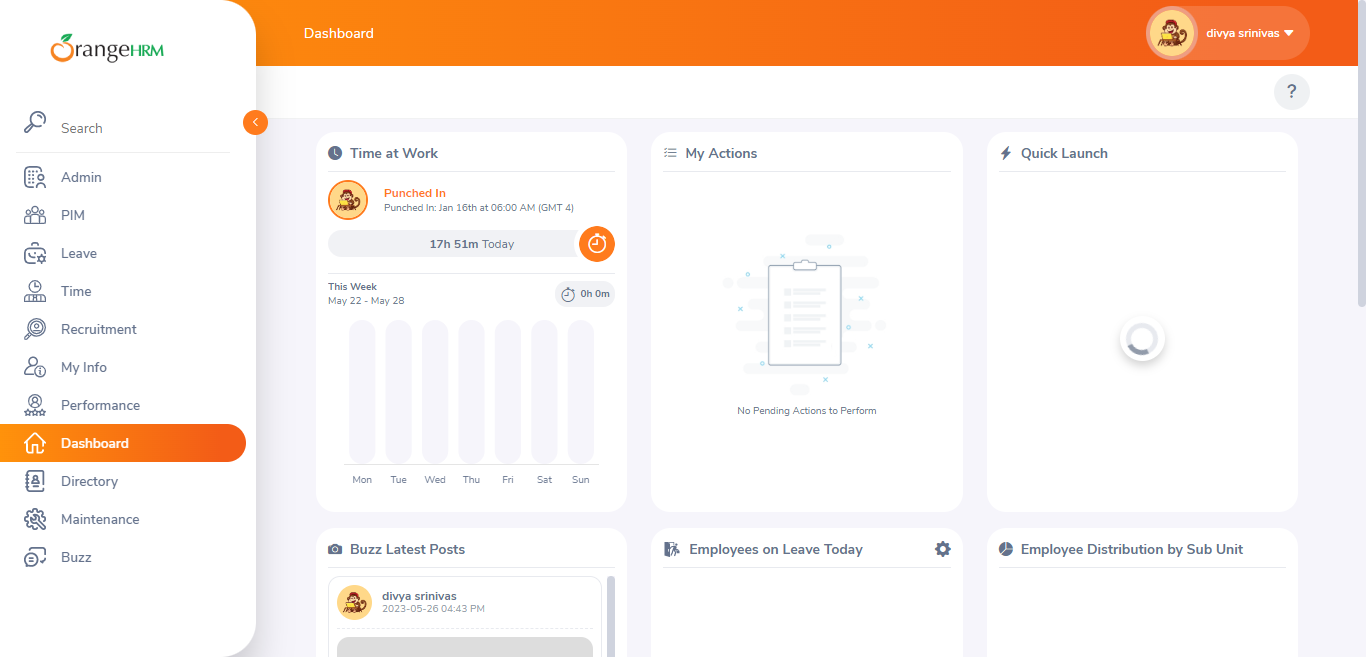 OrangeHRM
Search
Admin
PIM
Leave
Time
Recruitment
My Info
Performance
Dashboard
Directory
Maintenance
Buzz
Dashboard
divya srinivas
?
Time at Work
Punched In
Punched In: Jan 16th at 06:00 AM (GMT 4)
17h 51m Today
This Week
May 22 - May 28
0h 0m
Mon Tue Wed Thu Fri Sat Sun
My Actions
No Pending Actions to Perform
Quick Launch
Buzz Latest Posts
divya srinivas
2023-05-26 04:43 PM
Employees on Leave Today
Employee Distribution by Sub Unit